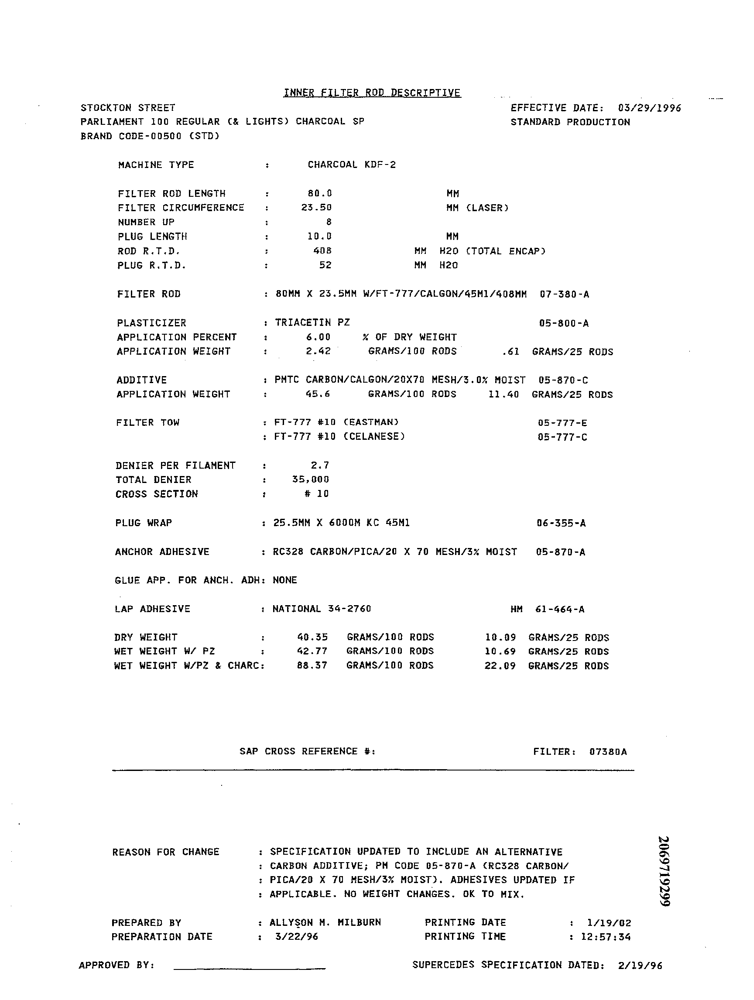 INNER FILTER ROD DESCRIPTIVE
STOCKTON STREET EFFECTIVE DATE: 03/29/1996
PARLIAMENT 100 REGULAR (& LIGHTS) CHARCOAL SP STANDARD PRODUCTION
BRAND CODE-00500 (STD)
MACHINE TYPE : CHARCOAL KDF-2
FILTER ROD LENGTH : 80.0 MM
FILTER CIRCUMFERENCE : 23.50 MM (LASER)
NUMBER UP : 8
PLUG LENGTH : 10.0 MM
ROD R.T.D. : 408 MM H2O (TOTAL ENCAP)
PLUG R.T.D. : 52 MM H2O
FILTER ROD : 80MM X 23.5MM W/FT-777/CALGON/45M1/408MM 07-380-A
PLASTICIZER : TRIACETIN PZ 05-800-A
APPLICATION PERCENT : 6.00 % OF DRY WEIGHT
APPLICATION WEIGHT : 2.42 GRAMS/100 RODS .61 GRAMS/25 RODS
ADDITIVE : PMTC CARBON/CALGON/20X70 MESH/3.0% MOIST 05-870-C
APPLICATION WEIGHT : 45.6 GRAMS/100 RODS 11.40 GRAMS/25 RODS
FILTER TOW : FT-777 #10 (EASTMAN) 05-777-E
: FT-777 #10 (CELANESE) 05-777-C
DENIER PER FILAMENT : 2.7
TOTAL DENIER : 35,000
CROSS SECTION : # 10
PLUG WRAP : 25.5MM X 6000M KC 45M1 06-355-A
ANCHOR ADHESIVE : RC328 CARBON/PICA/20 X 70 MESH/3% MOIST 05-870-A
GLUE APP. FOR ANCH. ADH: NONE
LAP ADHESIVE : NATIONAL 34-2760 HM 61-464-A
DRY WEIGHT : 40.35 GRAMS/100 RODS 10.09 GRAMS/25 RODS
WET WEIGHT W/ PZ : 42.77 GRAMS/100 RODS 10.69 GRAMS/25 RODS
WET WEIGHT W/PZ & CHARC: 88.37 GRAMS/100 RODS 22.09 GRAMS/25 RODS
SAP CROSS REFERENCE #: FILTER: 07380A
REASON FOR CHANGE : SPECIFICATION UPDATED TO INCLUDE AN ALTERNATIVE
: CARBON ADDITIVE; PM CODE 05-870-A (RC328 CARBON/
: PICA/20 X 70 MESH/3% MOIST). ADHESIVES UPDATED IF
: APPLICABLE. NO WEIGHT CHANGES. OK TO MIX.
2069719299
PREPARED BY : ALLYSON M. MILBURN PRINTING DATE : 1/19/02
PREPARATION DATE : 3/22/96 PRINTING TIME : 12:57:34
APPROVED BY: SUPERCEDES SPECIFICATION DATED: 2/19/96